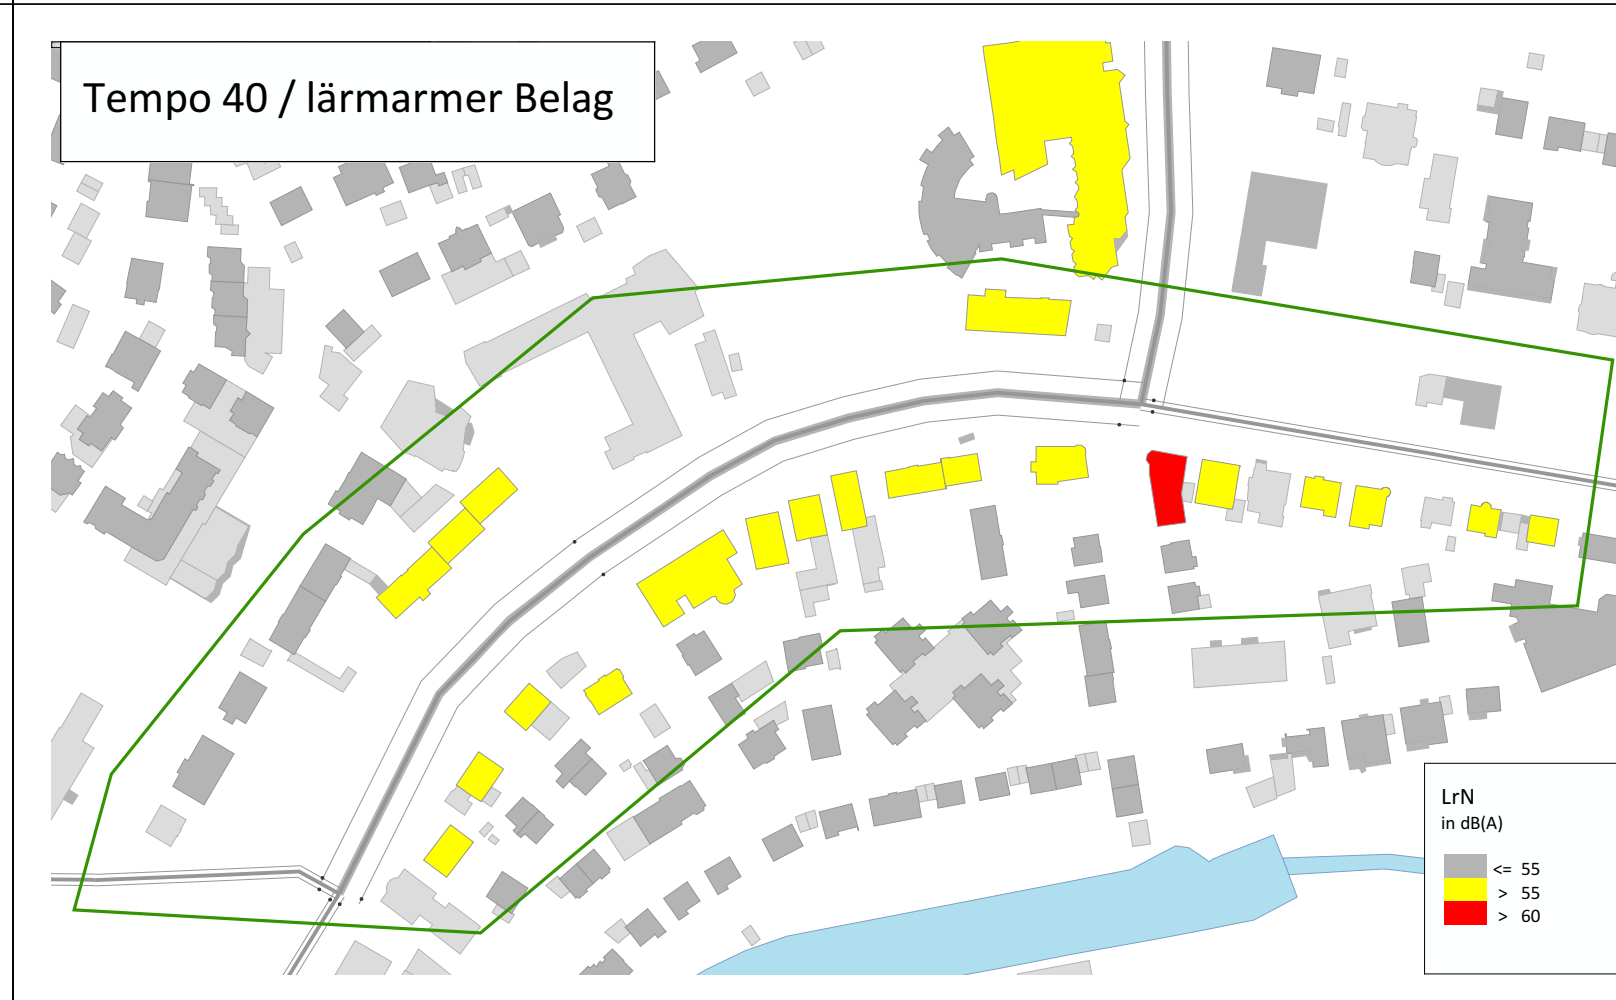 Tempo 40 / lärmarmer Belag
LrN
in dB(A)
<= 55
> 55
> 60